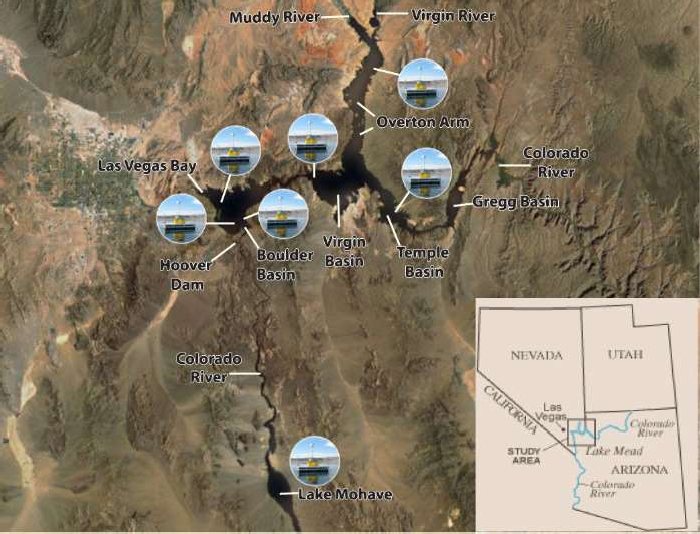 Muddy River
Virgin River
Overton Arm
Las Vegas Bay
Colorado
River
Gregg Basin
Hoover
Dam
Boulder
Basin
Virgin
Basin
Temple
Basin
Colorado
River
Lake Mohave
NEVADA
UTAH
CALIFORNIA
Las
Vegas
STUDY
AREA
Colorado
River
Lake Mead
ARIZONA
Colorado
River